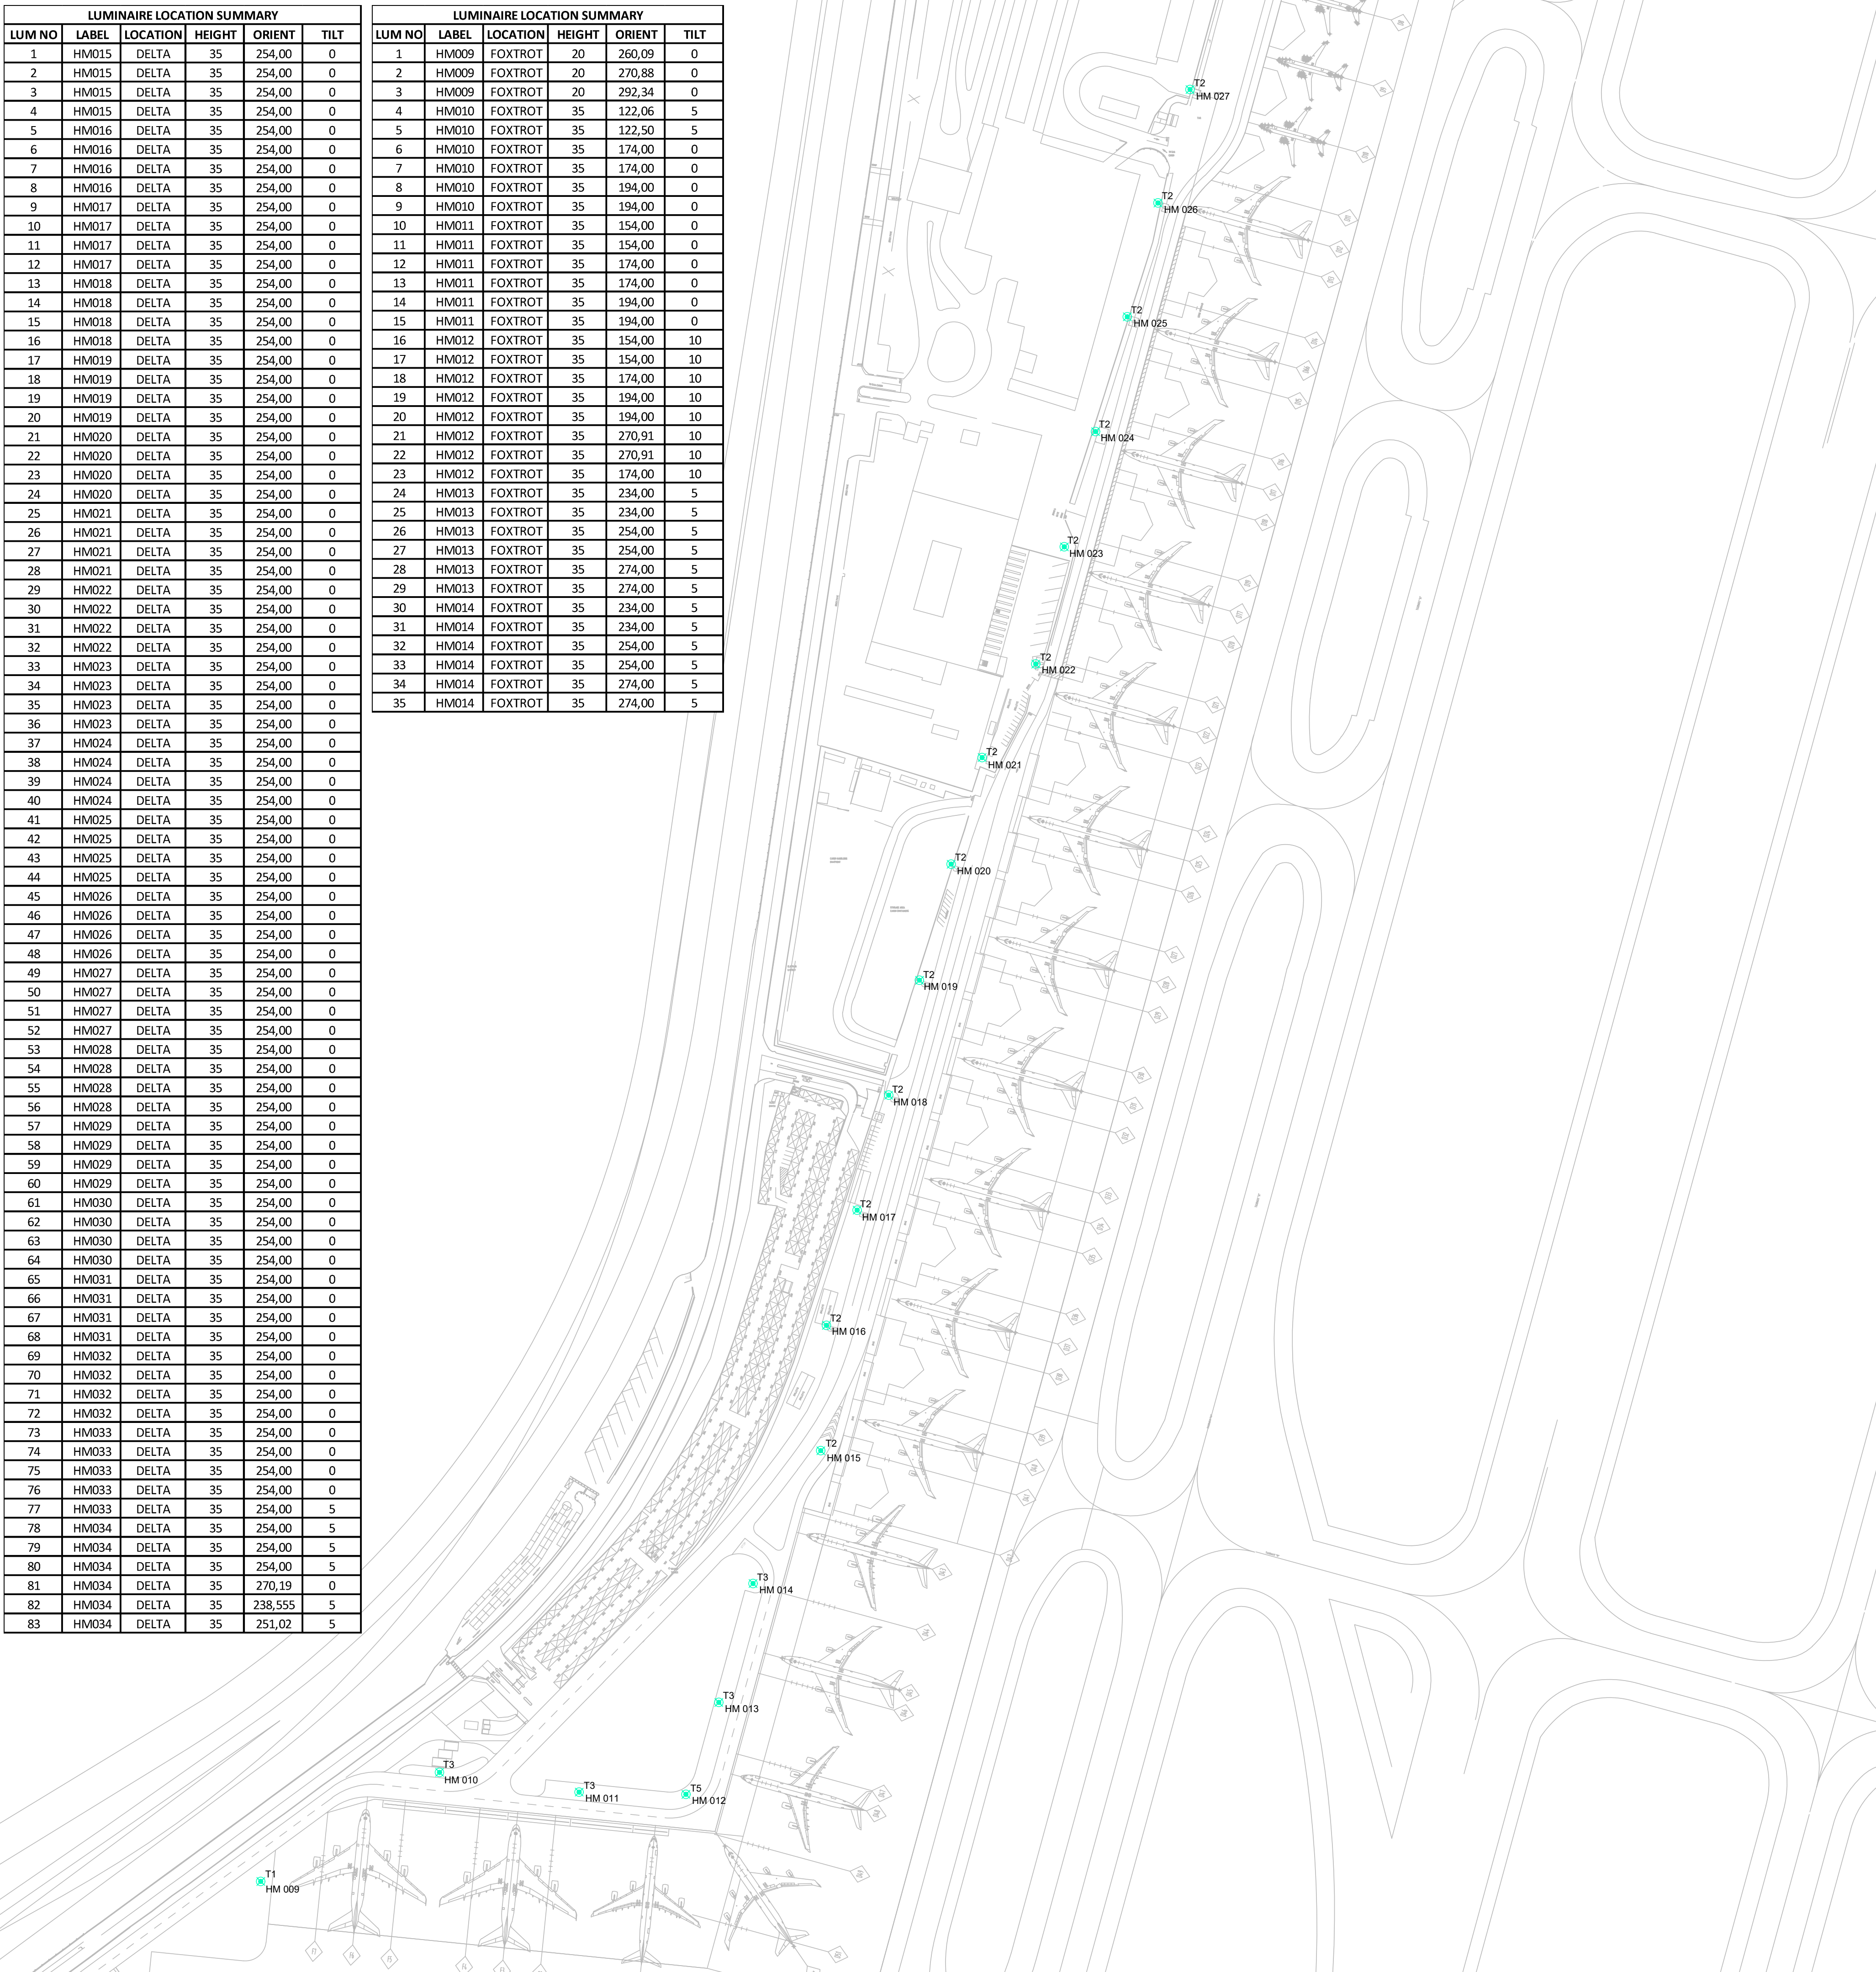 LUMINAIRE LOCATION SUMMARY
LUM NO LABEL LOCATION HEIGHT ORIENT TILT
1 HM015 DELTA 35 254,00 0
2 HM015 DELTA 35 254,00 0
3 HM015 DELTA 35 254,00 0
4 HM015 DELTA 35 254,00 0
5 HM016 DELTA 35 254,00 0
6 HM016 DELTA 35 254,00 0
7 HM016 DELTA 35 254,00 0
8 HM016 DELTA 35 254,00 0
9 HM017 DELTA 35 254,00 0
10 HM017 DELTA 35 254,00 0
11 HM017 DELTA 35 254,00 0
12 HM017 DELTA 35 254,00 0
13 HM018 DELTA 35 254,00 0
14 HM018 DELTA 35 254,00 0
15 HM018 DELTA 35 254,00 0
16 HM018 DELTA 35 254,00 0
17 HM019 DELTA 35 254,00 0
18 HM019 DELTA 35 254,00 0
19 HM019 DELTA 35 254,00 0
20 HM019 DELTA 35 254,00 0
21 HM020 DELTA 35 254,00 0
22 HM020 DELTA 35 254,00 0
23 HM020 DELTA 35 254,00 0
24 HM020 DELTA 35 254,00 0
25 HM021 DELTA 35 254,00 0
26 HM021 DELTA 35 254,00 0
27 HM021 DELTA 35 254,00 0
28 HM021 DELTA 35 254,00 0
29 HM022 DELTA 35 254,00 0
30 HM022 DELTA 35 254,00 0
31 HM022 DELTA 35 254,00 0
32 HM022 DELTA 35 254,00 0
33 HM023 DELTA 35 254,00 0
34 HM023 DELTA 35 254,00 0
35 HM023 DELTA 35 254,00 0
36 HM023 DELTA 35 254,00 0
37 HM024 DELTA 35 254,00 0
38 HM024 DELTA 35 254,00 0
39 HM024 DELTA 35 254,00 0
40 HM024 DELTA 35 254,00 0
41 HM025 DELTA 35 254,00 0
42 HM025 DELTA 35 254,00 0
43 HM025 DELTA 35 254,00 0
44 HM025 DELTA 35 254,00 0
45 HM026 DELTA 35 254,00 0
46 HM026 DELTA 35 254,00 0
47 HM026 DELTA 35 254,00 0
48 HM026 DELTA 35 254,00 0
49 HM027 DELTA 35 254,00 0
50 HM027 DELTA 35 254,00 0
51 HM027 DELTA 35 254,00 0
52 HM027 DELTA 35 254,00 0
53 HM028 DELTA 35 254,00 0
54 HM028 DELTA 35 254,00 0
55 HM028 DELTA 35 254,00 0
56 HM028 DELTA 35 254,00 0
57 HM029 DELTA 35 254,00 0
58 HM029 DELTA 35 254,00 0
59 HM029 DELTA 35 254,00 0
60 HM029 DELTA 35 254,00 0
61 HM030 DELTA 35 254,00 0
62 HM030 DELTA 35 254,00 0
63 HM030 DELTA 35 254,00 0
64 HM030 DELTA 35 254,00 0
65 HM031 DELTA 35 254,00 0
66 HM031 DELTA 35 254,00 0
67 HM031 DELTA 35 254,00 0
68 HM031 DELTA 35 254,00 0
69 HM032 DELTA 35 254,00 0
70 HM032 DELTA 35 254,00 0
71 HM032 DELTA 35 254,00 0
72 HM032 DELTA 35 254,00 0
73 HM033 DELTA 35 254,00 0
74 HM033 DELTA 35 254,00 0
75 HM033 DELTA 35 254,00 0
76 HM033 DELTA 35 254,00 0
77 HM033 DELTA 35 254,00 5
78 HM034 DELTA 35 254,00 5
79 HM034 DELTA 35 254,00 5
80 HM034 DELTA 35 254,00 5
81 HM034 DELTA 35 270,19 0
82 HM034 DELTA 35 238,555 5
83 HM034 DELTA 35 251,02 5
LUMINAIRE LOCATION SUMMARY
LUM NO LABEL LOCATION HEIGHT ORIENT TILT
1 HM009 FOXTROT 20 260,09 0
2 HM009 FOXTROT 20 270,88 0
3 HM009 FOXTROT 20 292,34 0
4 HM010 FOXTROT 35 122,06 5
5 HM010 FOXTROT 35 122,50 5
6 HM010 FOXTROT 35 174,00 0
7 HM010 FOXTROT 35 174,00 0
8 HM010 FOXTROT 35 194,00 0
9 HM010 FOXTROT 35 194,00 0
10 HM011 FOXTROT 35 154,00 0
11 HM011 FOXTROT 35 154,00 0
12 HM011 FOXTROT 35 174,00 0
13 HM011 FOXTROT 35 174,00 0
14 HM011 FOXTROT 35 194,00 0
15 HM011 FOXTROT 35 194,00 0
16 HM012 FOXTROT 35 154,00 10
17 HM012 FOXTROT 35 154,00 10
18 HM012 FOXTROT 35 174,00 10
19 HM012 FOXTROT 35 194,00 10
20 HM012 FOXTROT 35 194,00 10
21 HM012 FOXTROT 35 270,91 10
22 HM012 FOXTROT 35 270,91 10
23 HM012 FOXTROT 35 174,00 10
24 HM013 FOXTROT 35 234,00 5
25 HM013 FOXTROT 35 234,00 5
26 HM013 FOXTROT 35 254,00 5
27 HM013 FOXTROT 35 254,00 5
28 HM013 FOXTROT 35 274,00 5
29 HM013 FOXTROT 35 274,00 5
30 HM014 FOXTROT 35 234,00 5
31 HM014 FOXTROT 35 234,00 5
32 HM014 FOXTROT 35 254,00 5
33 HM014 FOXTROT 35 254,00 5
34 HM014 FOXTROT 35 274,00 5
35 HM014 FOXTROT 35 274,00 5
T2
HM 027
T2
HM 026
T2
HM 025
T2
HM 024
T2
HM 023
T2
HM 022
T2
HM 021
T2
HM 020
T2
HM 019
T2
HM 018
T2
HM 017
T2
HM 016
T2
HM 015
T3
HM 014
T3
HM 013
T3
HM 010
T3
HM 011
T5
HM 012
T1
HM 009